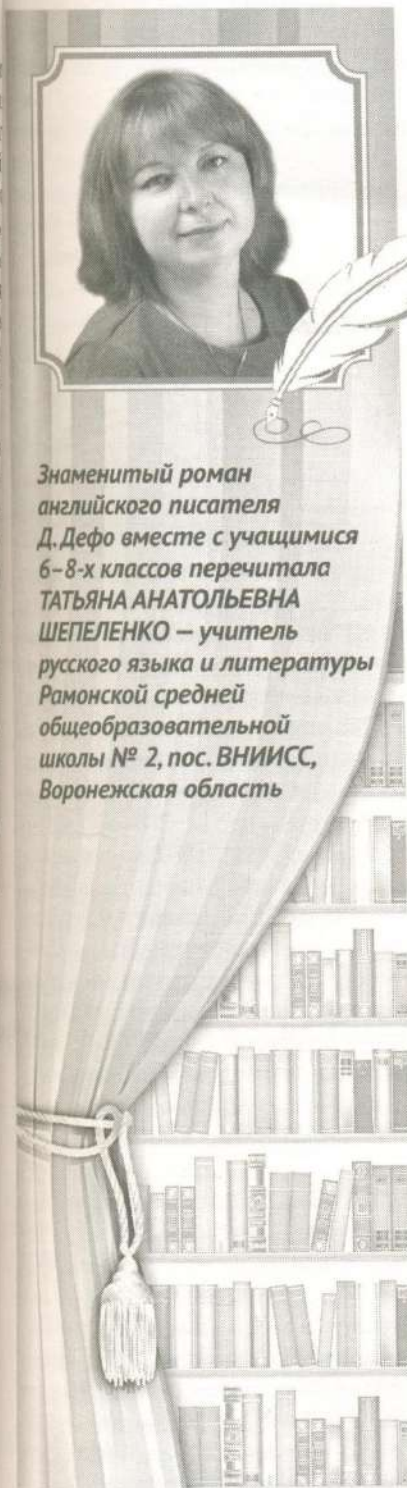 Знаменитый роман
английского писателя
Д. Дефо вместе с учащимися
6–8-х классов перечитала
ТАТЬЯНА АНАТОЛЬЕВНА
ШЕПЕЛЕНКО — учитель
русского языка и литературы
Рамонской средней
общеобразовательной
школы № 2, пос. ВНИИСС,
Воронежская область